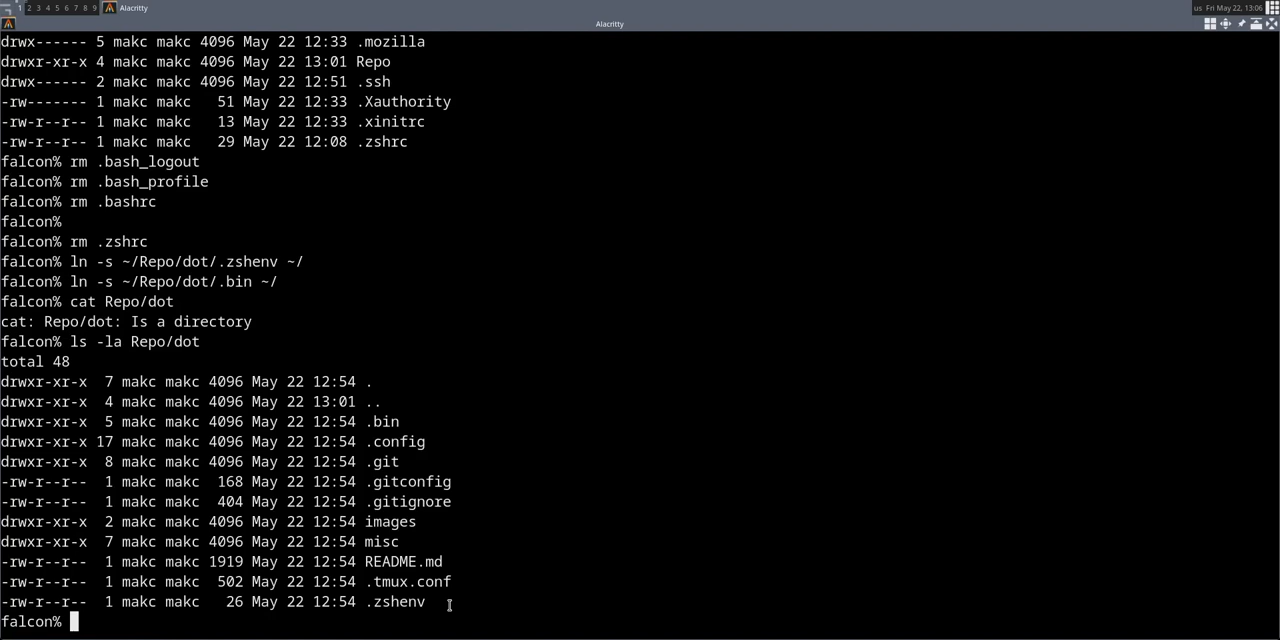 1 2 3 4 5 6 7 8 9 Alacritty us Fri May 22, 13:06
Alacritty
drwx------ 5 makc makc 4096 May 22 12:33 .mozilla
drwxr-xr-x 4 makc makc 4096 May 22 13:01 Repo
drwx------ 2 makc makc 4096 May 22 12:51 .ssh
-rw------- 1 makc makc   51 May 22 12:33 .Xauthority
-rw-r--r-- 1 makc makc   13 May 22 12:33 .xinitrc
-rw-r--r-- 1 makc makc   29 May 22 12:08 .zshrc
falcon% rm .bash_logout
falcon% rm .bash_profile
falcon% rm .bashrc
falcon%
falcon% rm .zshrc
falcon% ln -s ~/Repo/dot/.zshenv ~/
falcon% ln -s ~/Repo/dot/.bin ~/
falcon% cat Repo/dot
cat: Repo/dot: Is a directory
falcon% ls -la Repo/dot
total 48
drwxr-xr-x  7 makc makc 4096 May 22 12:54 .
drwxr-xr-x  4 makc makc 4096 May 22 13:01 ..
drwxr-xr-x  5 makc makc 4096 May 22 12:54 .bin
drwxr-xr-x 17 makc makc 4096 May 22 12:54 .config
drwxr-xr-x  8 makc makc 4096 May 22 12:54 .git
-rw-r--r--  1 makc makc  168 May 22 12:54 .gitconfig
-rw-r--r--  1 makc makc  404 May 22 12:54 .gitignore
drwxr-xr-x  2 makc makc 4096 May 22 12:54 images
drwxr-xr-x  7 makc makc 4096 May 22 12:54 misc
-rw-r--r--  1 makc makc 1919 May 22 12:54 README.md
-rw-r--r--  1 makc makc  502 May 22 12:54 .tmux.conf
-rw-r--r--  1 makc makc   26 May 22 12:54 .zshenv
falcon%